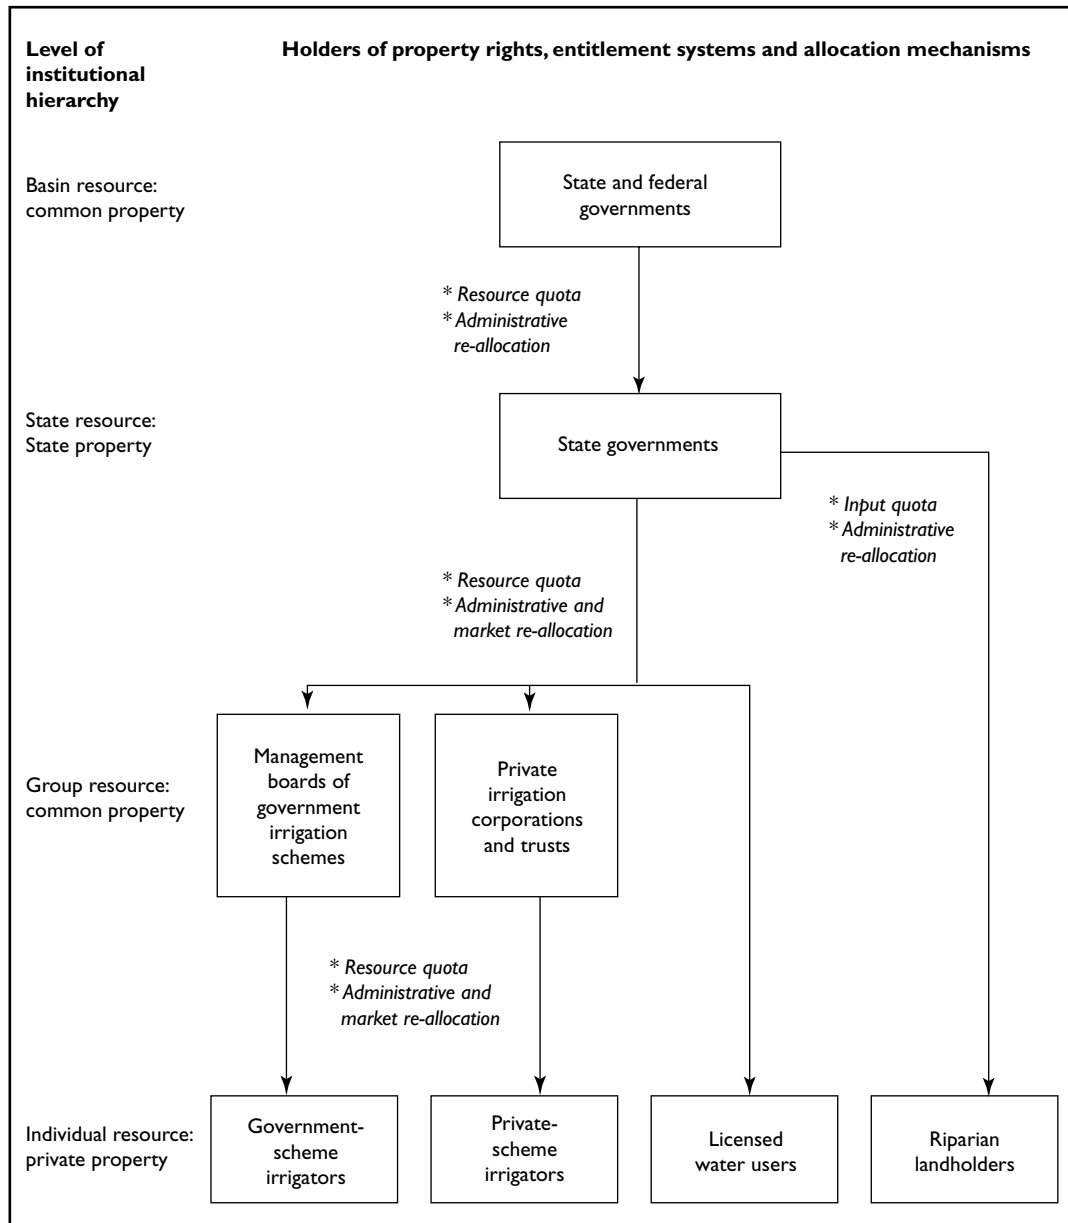 Level of
institutional
hierarchy
Holders of property rights, entitlement systems and allocation mechanisms
Basin resource:
common property
State and federal
governments
* Resource quota
* Administrative
re-allocation
State resource:
State property
State governments
* Input quota
* Administrative
re-allocation
* Resource quota
* Administrative and
market re-allocation
Group resource:
common property
Management
boards of
government
irrigation
schemes
Private
irrigation
corporations
and trusts
* Resource quota
* Administrative and
market re-allocation
Individual resource:
private property
Government-
scheme
irrigators
Private-
scheme
irrigators
Licensed
water users
Riparian
landholders